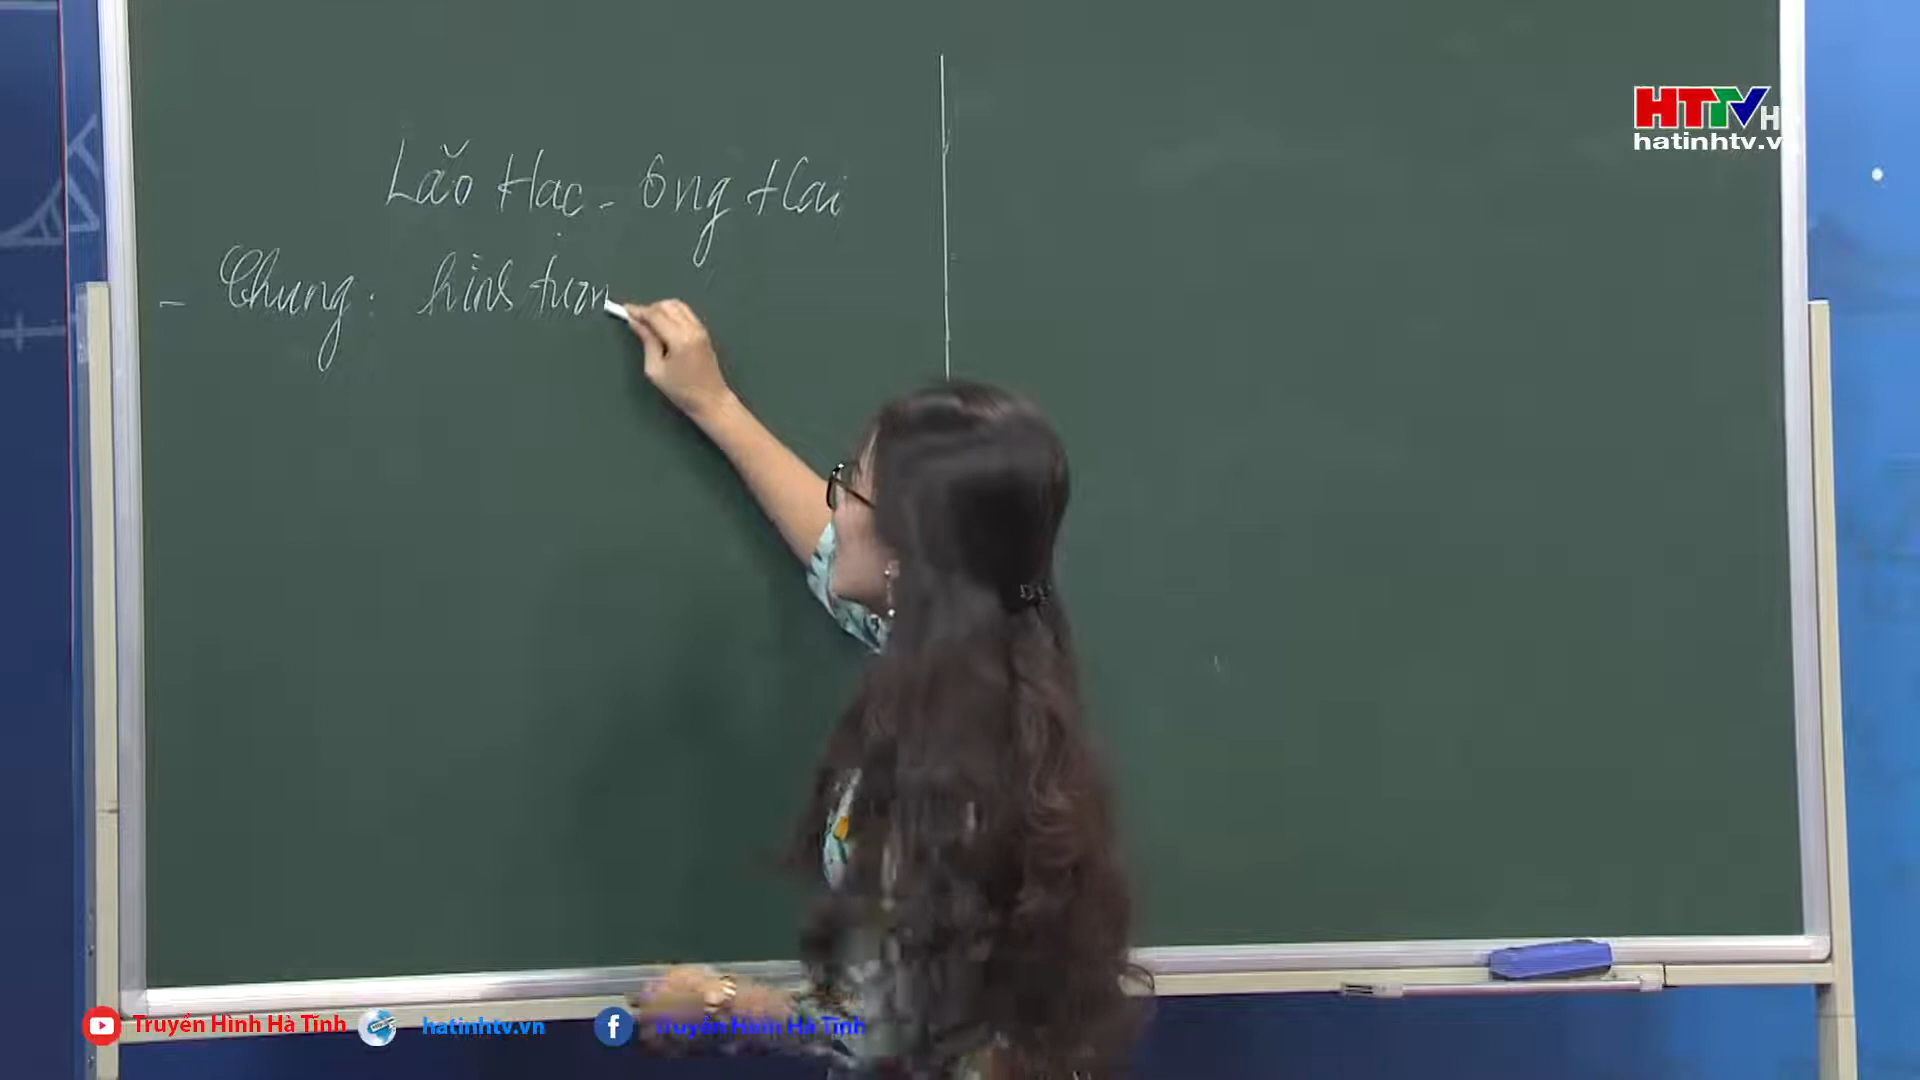 HTTV H
hatinhtv.v
Lão Hạc - Ông Hai
- Chung: hình tươn
Truyền Hình Hà Tĩnh
hatinhtv.vn
Truyền Hình Hà Tĩnh